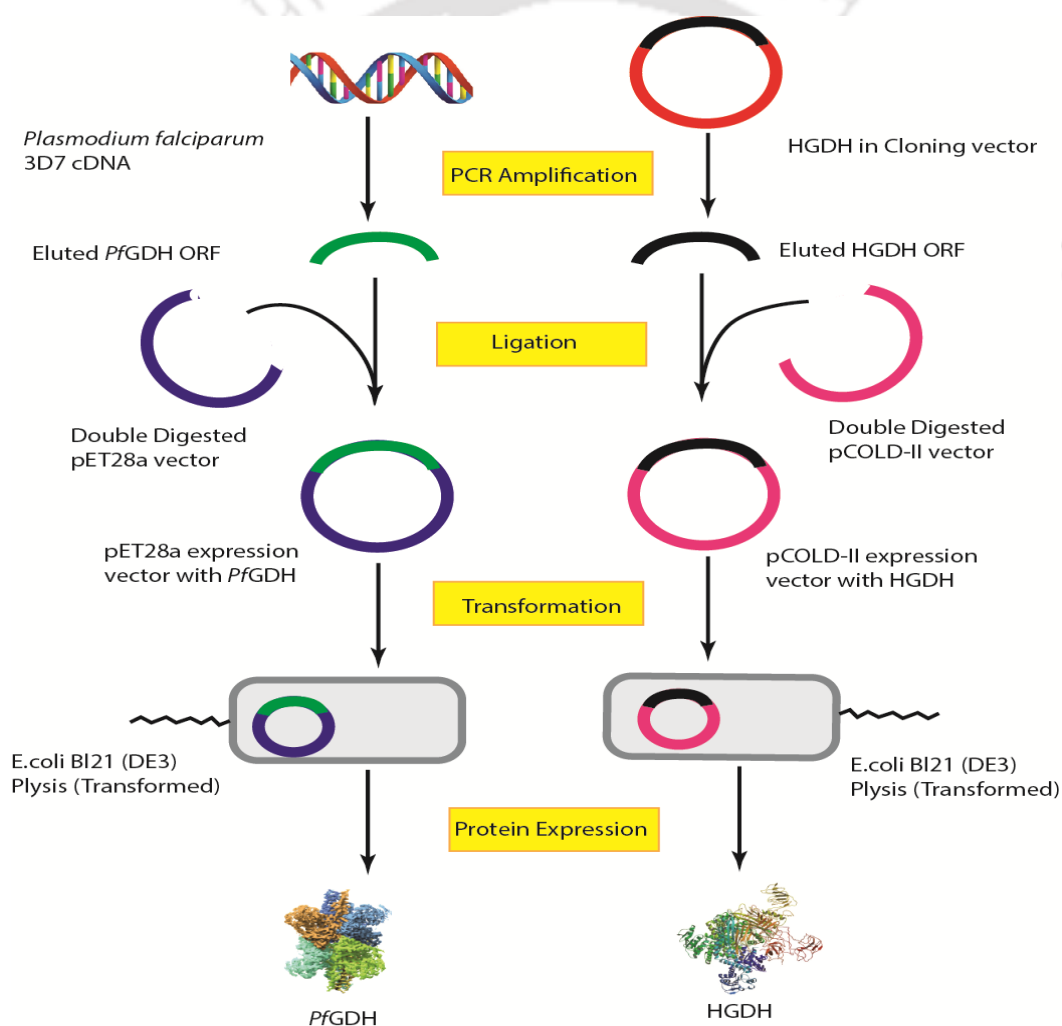 Plasmodium falciparum
3D7 cDNA
HGDH in Cloning vector
PCR Amplification
Eluted PfGDH ORF
Eluted HGDH ORF
Ligation
Double Digested
pET28a vector
Double Digested
pCOLD-II vector
pET28a expression
vector with PfGDH
pCOLD-II expression
vector with HGDH
Transformation
E.coli Bl21 (DE3)
Plysis (Transformed)
E.coli Bl21 (DE3)
Plysis (Transformed)
Protein Expression
PfGDH
HGDH